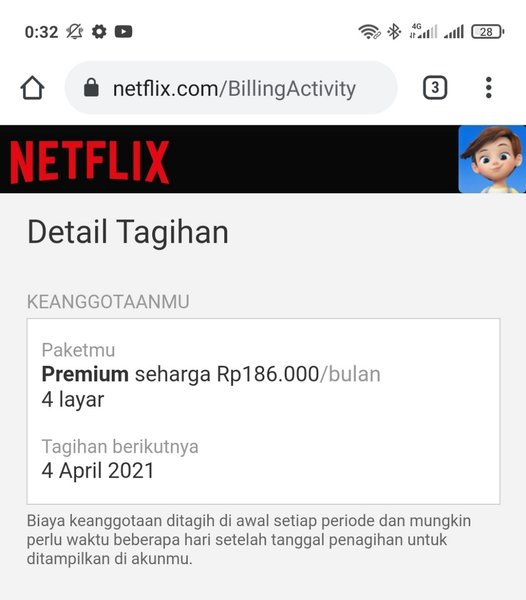 0:32
4G
28
netflix.com/BillingActivity
3
NETFLIX
Detail Tagihan
KEANGGOTAANMU
Paketmu
Premium seharga Rp186.000/bulan
4 layar
Tagihan berikutnya
4 April 2021
Biaya keanggotaan ditagih di awal setiap periode dan mungkin
perlu waktu beberapa hari setelah tanggal penagihan untuk
ditampilkan di akunmu.